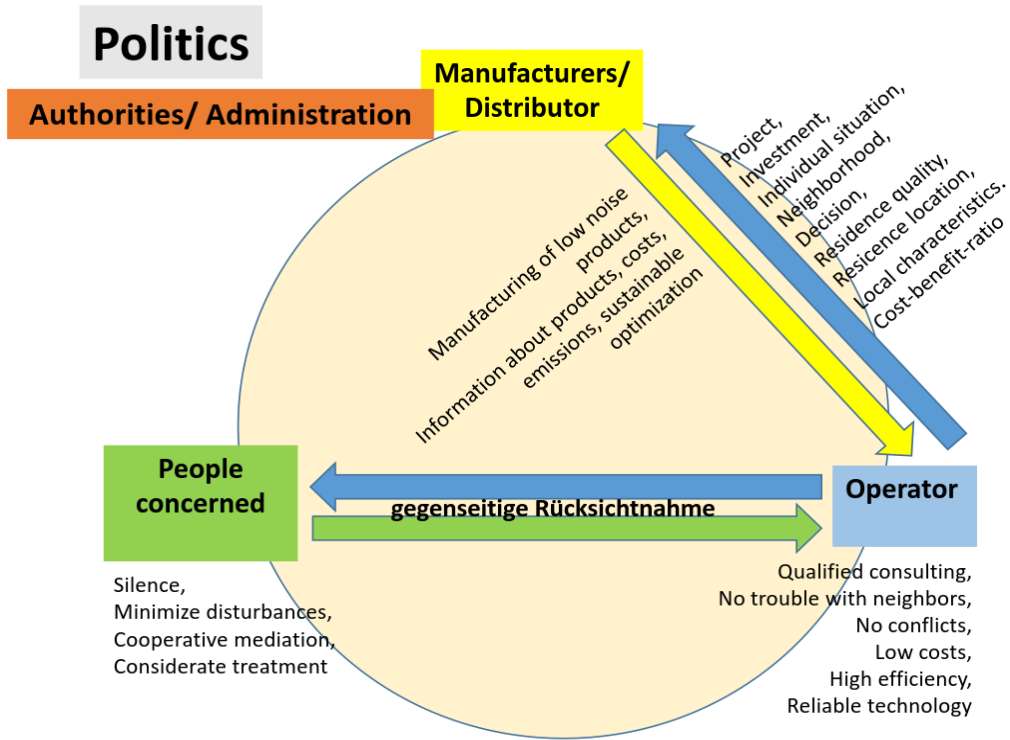 Politics
Authorities/ Administration
Manufacturers/
Distributor
Project,
Investment,
Individual situation,
Neighborhood,
Decision,
Residence quality,
Resicence location,
Local characteristics.
Cost-benefit-ratio
Manufacturing of low noise
products,
Information about products, costs,
emissions, sustainable
optimization
People
concerned
gegenseitige Rücksichtnahme
Operator
Silence,
Minimize disturbances,
Cooperative mediation,
Considerate treatment
Qualified consulting,
No trouble with neighbors,
No conflicts,
Low costs,
High efficiency,
Reliable technology